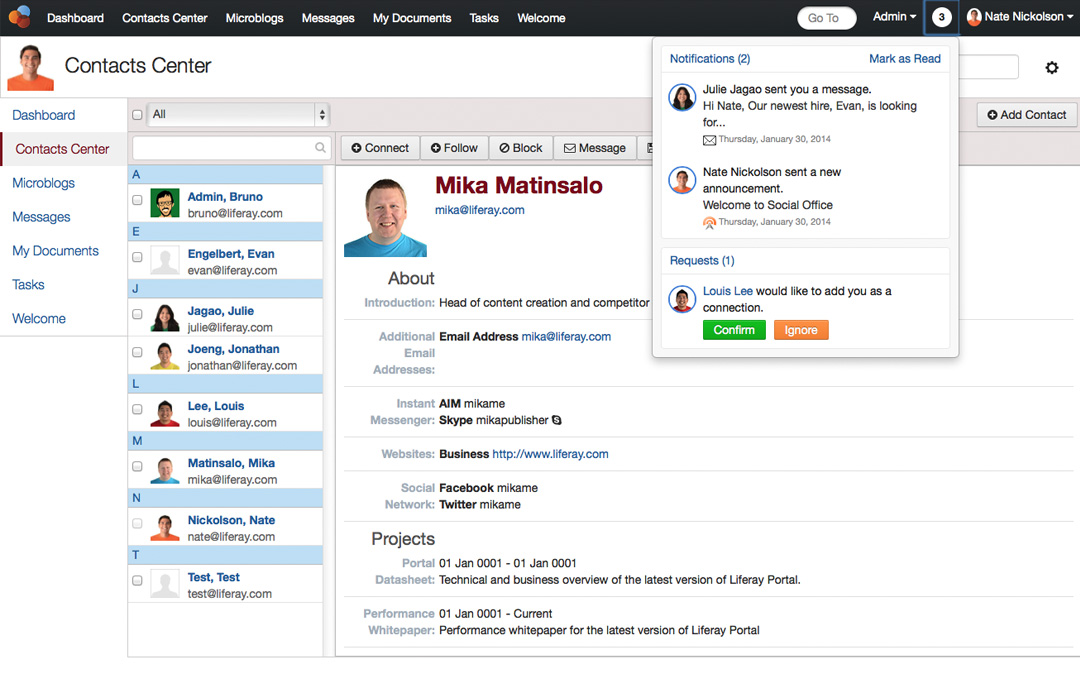 Dashboard Contacts Center Microblogs Messages My Documents Tasks Welcome Go To Admin 3 Nate Nickolson
Contacts Center
Dashboard
Contacts Center
Microblogs
Messages
My Documents
Tasks
Welcome
All
Add Contact
Connect Follow Block Message
A
Admin, Bruno
bruno@liferay.com
E
Engelbert, Evan
evan@liferay.com
J
Jagao, Julie
julie@liferay.com
Joeng, Jonathan
jonathan@liferay.com
L
Lee, Louis
louis@liferay.com
M
Matinsalo, Mika
mika@liferay.com
N
Nickolson, Nate
nate@liferay.com
T
Test, Test
test@liferay.com
Mika Matinsalo
mika@liferay.com
About
Introduction: Head of content creation and competitor
Additional Email Address mika@liferay.com
Email
Addresses:
Instant AIM mikame
Messenger: Skype mikapublisher
Websites: Business http://www.liferay.com
Social Facebook mikame
Network: Twitter mikame
Projects
Portal 01 Jan 0001 - 01 Jan 0001
Datasheet: Technical and business overview of the latest version of Liferay Portal.
Performance 01 Jan 0001 - Current
Whitepaper: Performance whitepaper for the latest version of Liferay Portal
Notifications (2) Mark as Read
Julie Jagao sent you a message.
Hi Nate, Our newest hire, Evan, is looking
for...
Thursday, January 30, 2014
Nate Nickolson sent a new
announcement.
Welcome to Social Office
Thursday, January 30, 2014
Requests (1)
Louis Lee would like to add you as a
connection.
Confirm Ignore